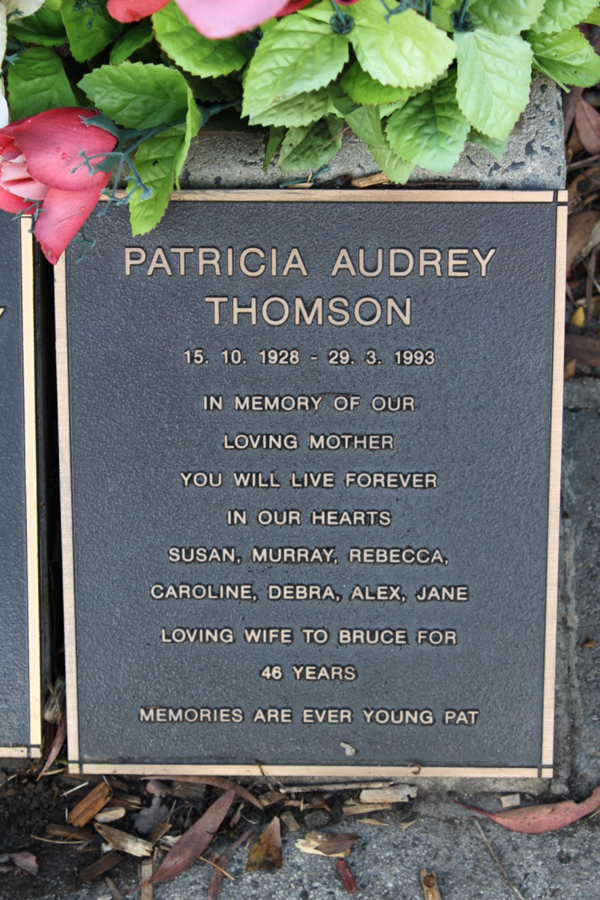 PATRICIA AUDREY
THOMSON
15. 10. 1928 - 29. 3. 1993
IN MEMORY OF OUR
LOVING MOTHER
YOU WILL LIVE FOREVER
IN OUR HEARTS
SUSAN, MURRAY, REBECCA,
CAROLINE, DEBRA, ALEX, JANE
LOVING WIFE TO BRUCE FOR
46 YEARS
MEMORIES ARE EVER YOUNG PAT